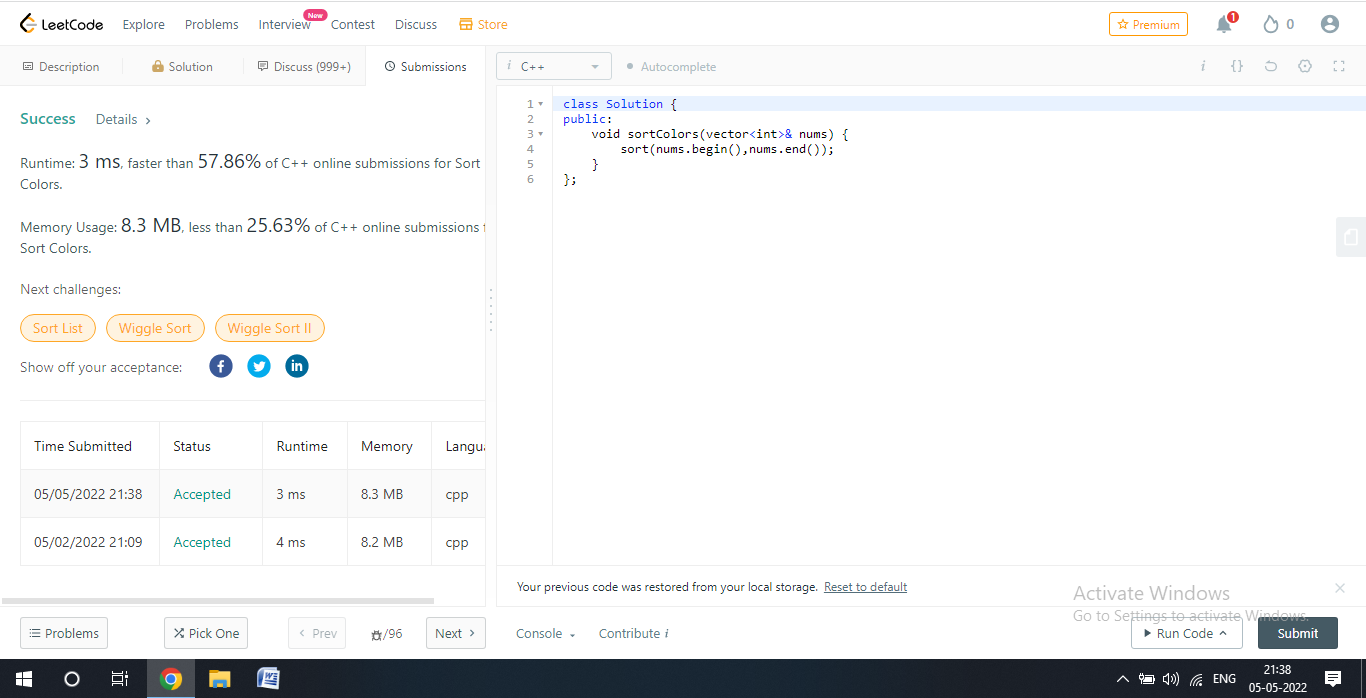 LeetCode Explore Problems Interview New Contest Discuss Store Premium 1 0
Description Solution Discuss (999+) Submissions i C++ Autocomplete i {}
Success Details >
Runtime: 3 ms, faster than 57.86% of C++ online submissions for Sort
Colors.
Memory Usage: 8.3 MB, less than 25.63% of C++ online submissions f
Sort Colors.
Next challenges:
Sort List Wiggle Sort Wiggle Sort II
Show off your acceptance: f in
Time Submitted Status Runtime Memory Langua
05/05/2022 21:38 Accepted 3 ms 8.3 MB cpp
05/02/2022 21:09 Accepted 4 ms 8.2 MB cpp
1 class Solution {
2 public:
3 void sortColors(vector<int>& nums) {
4 sort(nums.begin(),nums.end());
5 }
6 };
Your previous code was restored from your local storage. Reset to default
Activate Windows
Go to Settings to activate Windows.
Problems Pick One < Prev /96 Next > Console Contribute i Run Code Submit
W ENG 21:38
05-05-2022